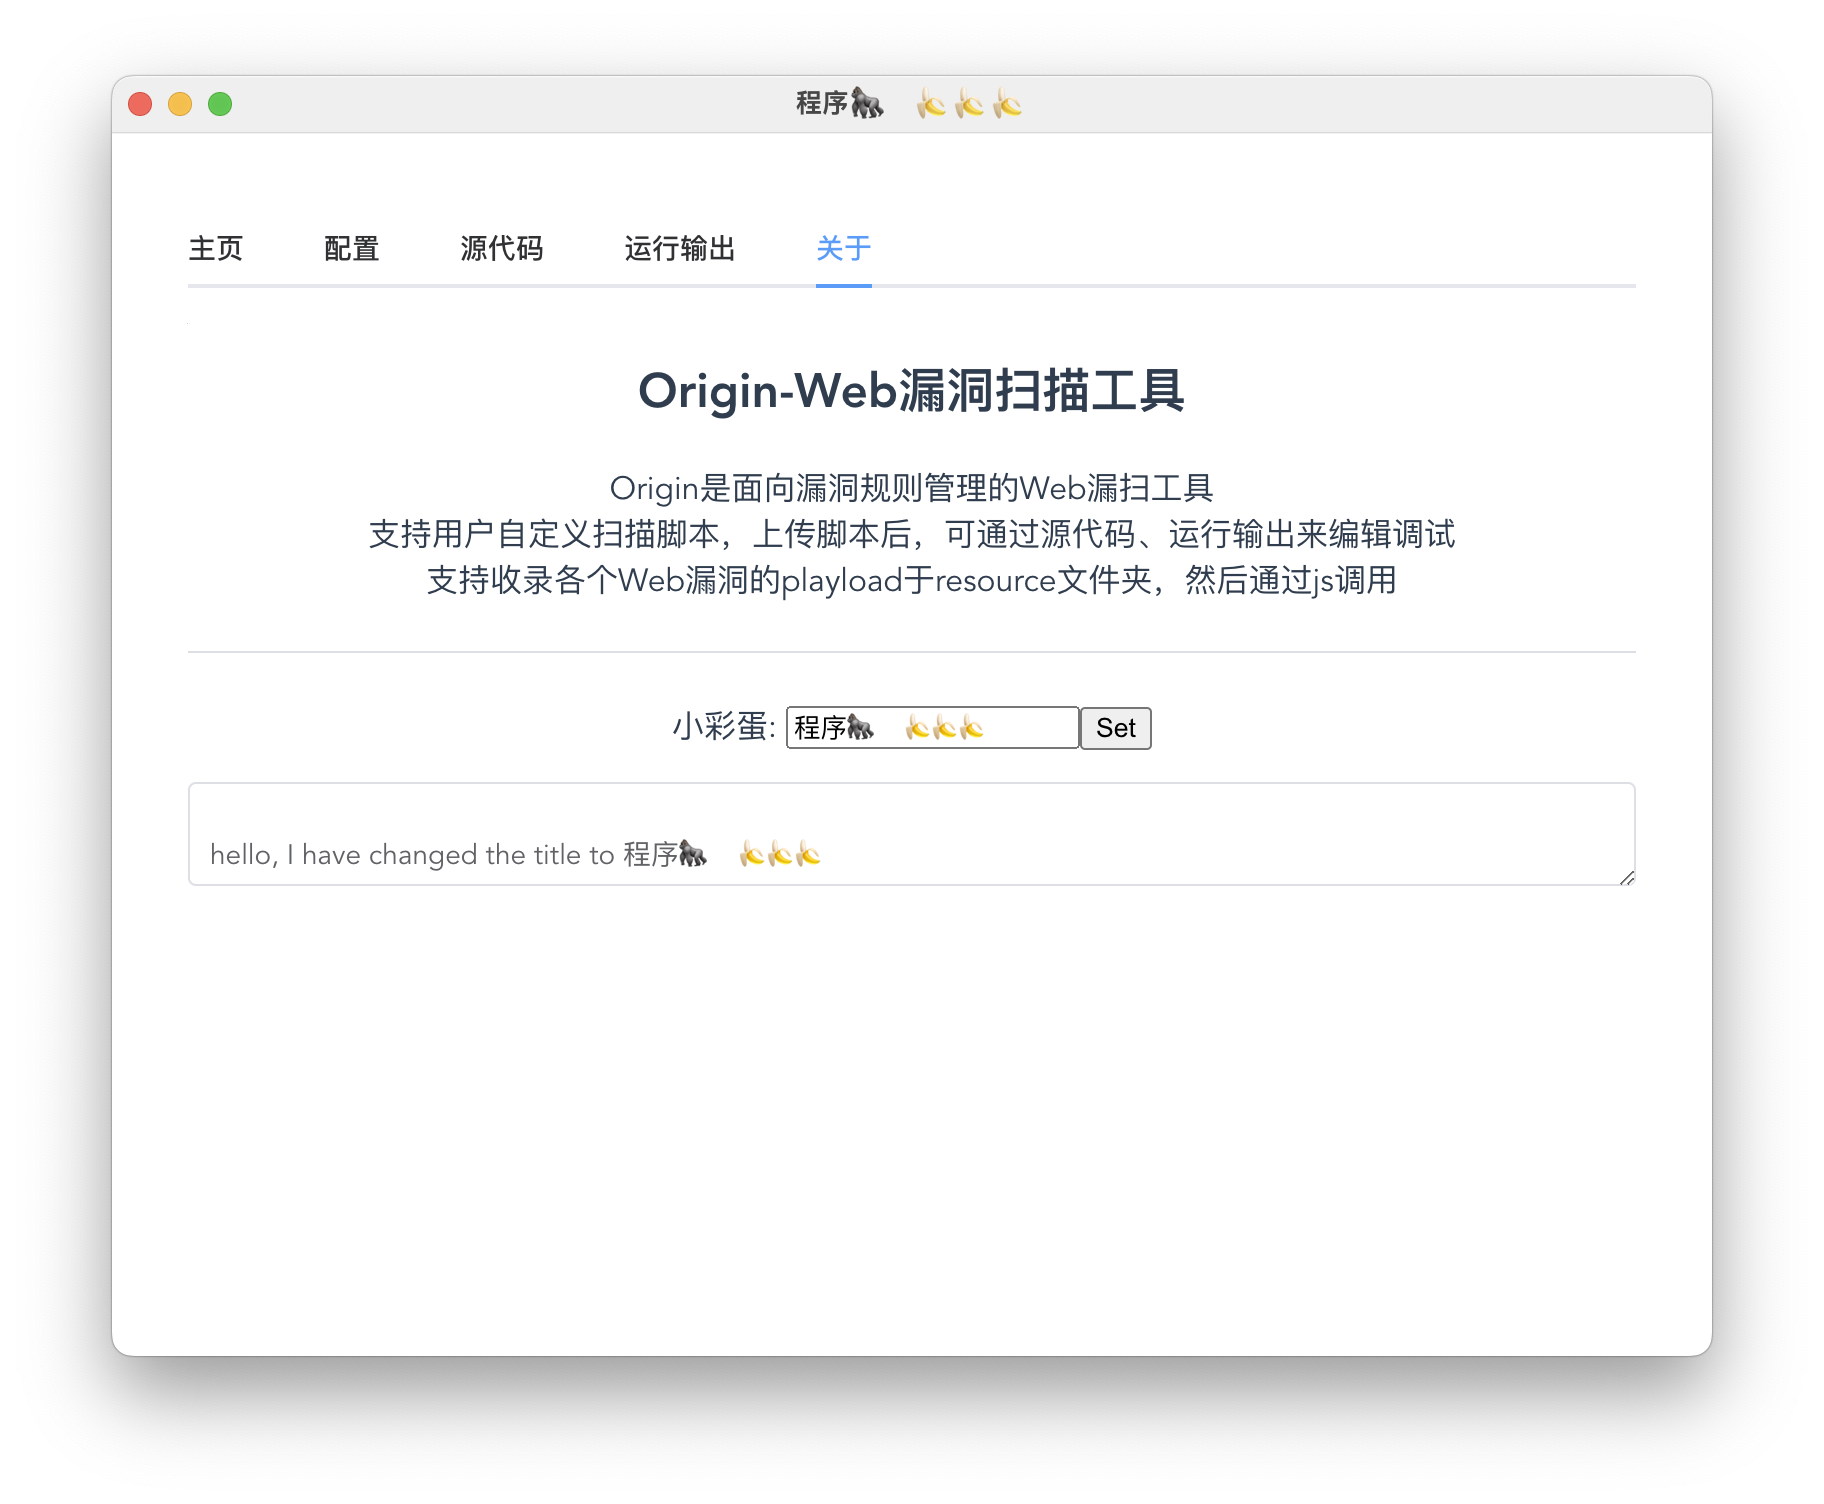 程序🦍 🍌🍌🍌
主页 配置 源代码 运行输出 关于
Origin-Web漏洞扫描工具
Origin是面向漏洞规则管理的Web漏扫工具
支持用户自定义扫描脚本，上传脚本后，可通过源代码、运行输出来编辑调试
支持收录各个Web漏洞的playload于resource文件夹，然后通过js调用
小彩蛋: 程序🦍 🍌🍌🍌 Set
hello, I have changed the title to 程序🦍 🍌🍌🍌